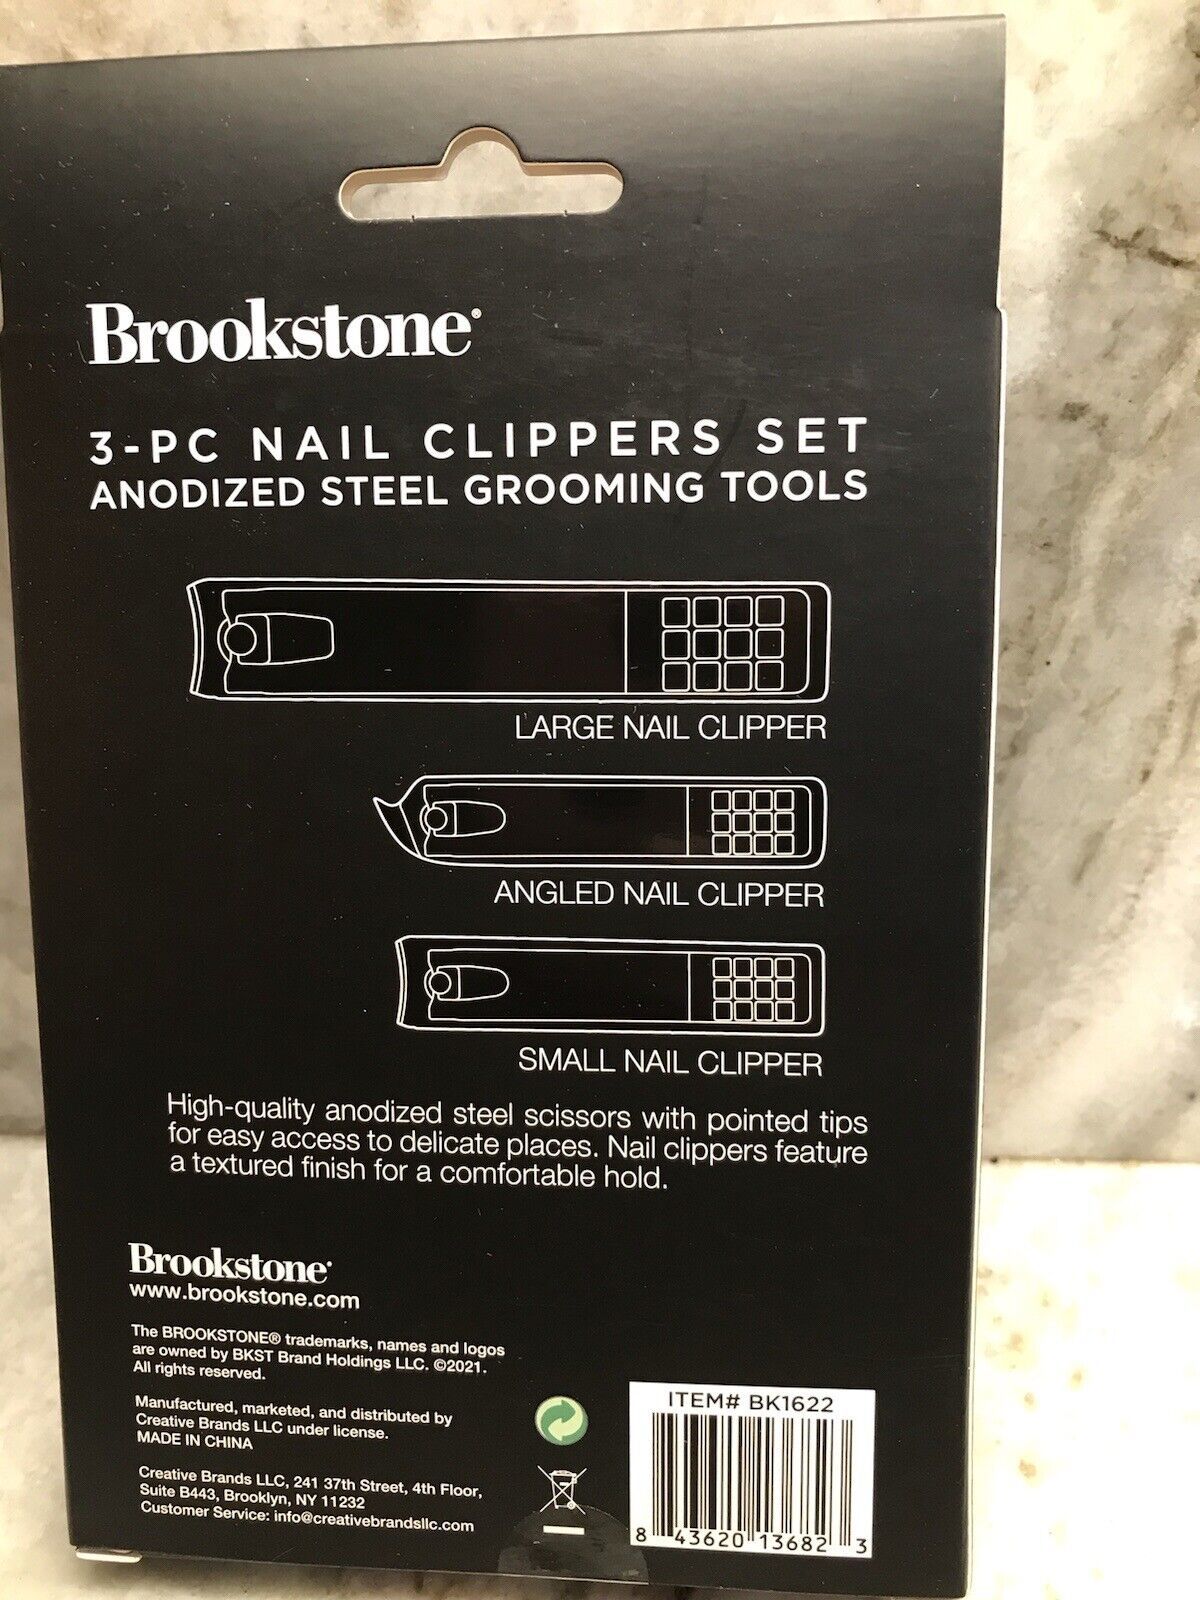 Brookstone®
3-PC NAIL CLIPPERS SET
ANODIZED STEEL GROOMING TOOLS
LARGE NAIL CLIPPER
ANGLED NAIL CLIPPER
SMALL NAIL CLIPPER
High-quality anodized steel scissors with pointed tips
for easy access to delicate places. Nail clippers feature
a textured finish for a comfortable hold.
Brookstone®
www.brookstone.com
The BROOKSTONE® trademarks, names and logos
are owned by BKST Brand Holdings LLC. ©2021.
All rights reserved.
Manufactured, marketed, and distributed by
Creative Brands LLC under license.
MADE IN CHINA
Creative Brands LLC, 241 37th Street, 4th Floor,
Suite B443, Brooklyn, NY 11232
Customer Service: info@creativebrandsllc.com
ITEM# BK1622
8 43620 13682 3